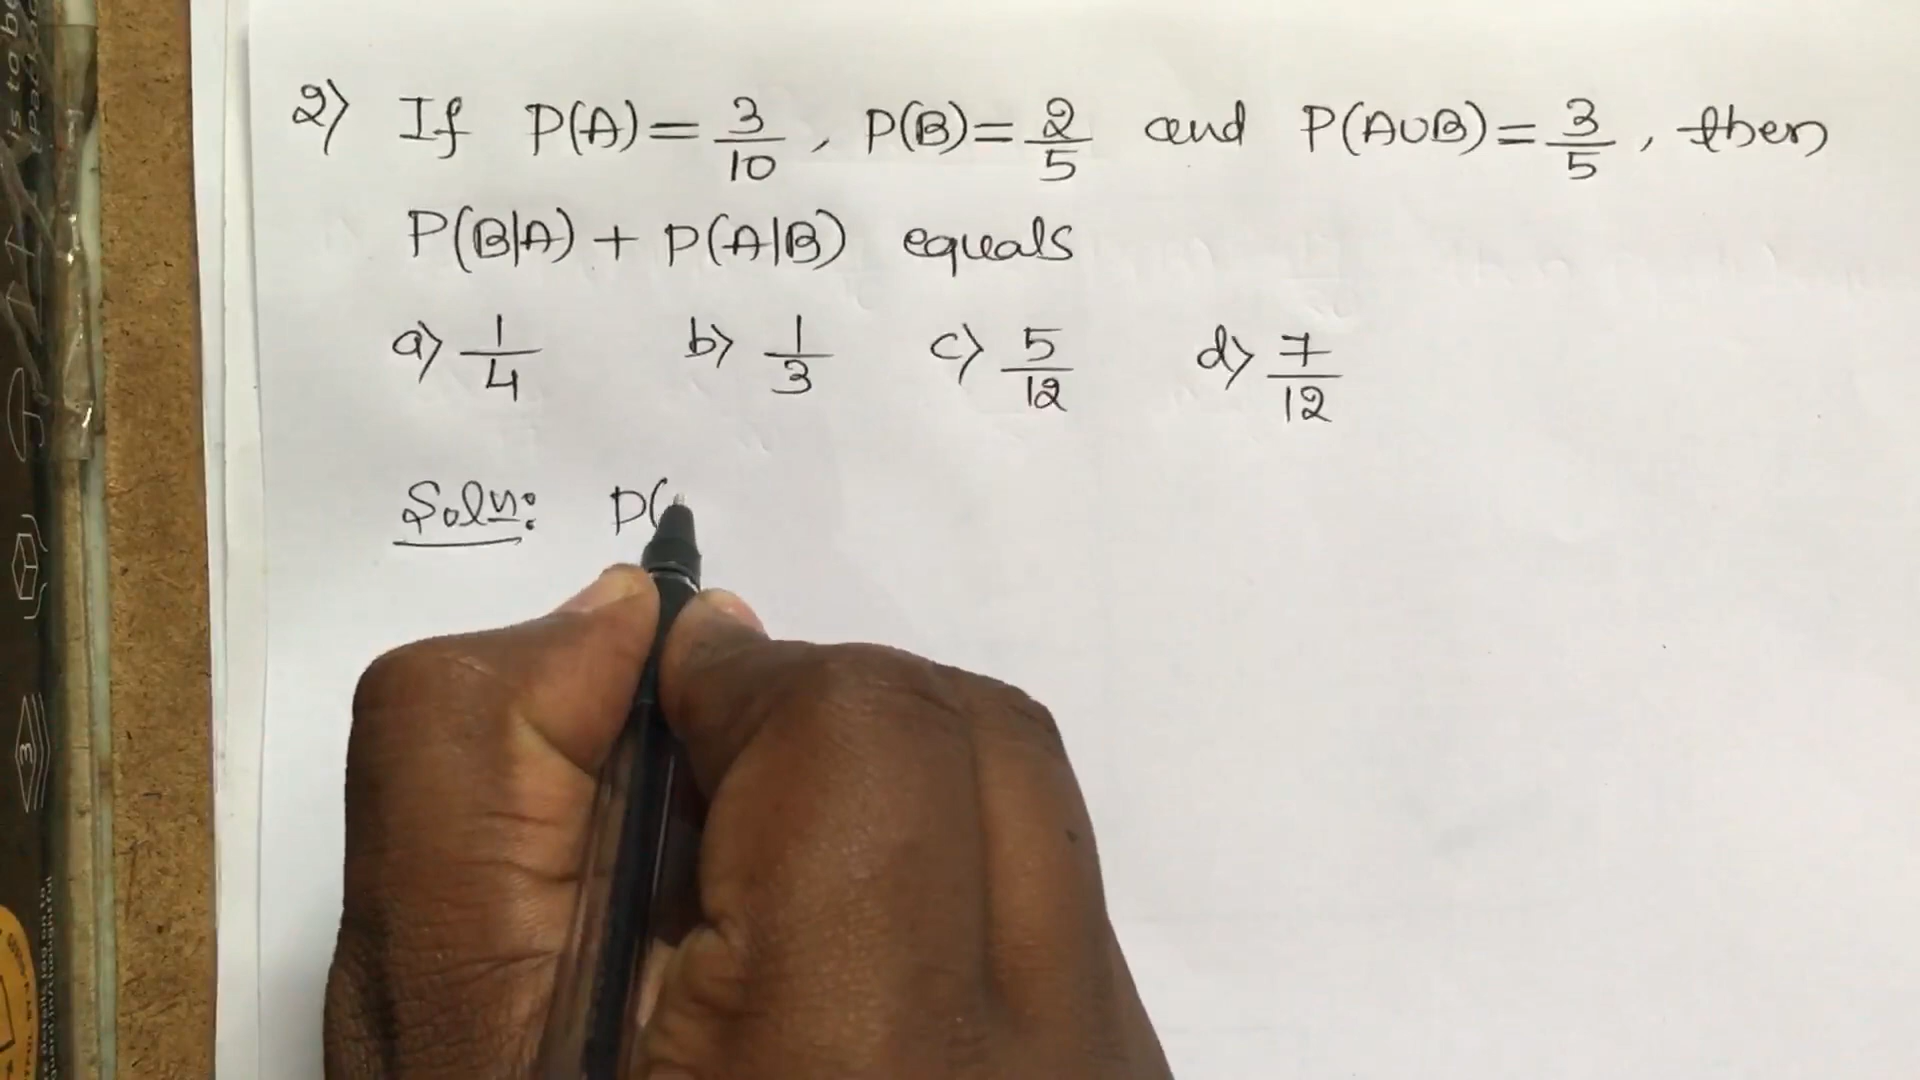 2) If P(A) = 3/10, P(B) = 2/5 and P(A∪B) = 3/5, then
P(B|A) + P(A|B) equals
a) 1/4 b) 1/3 c) 5/12 d) 7/12
Soln: P(